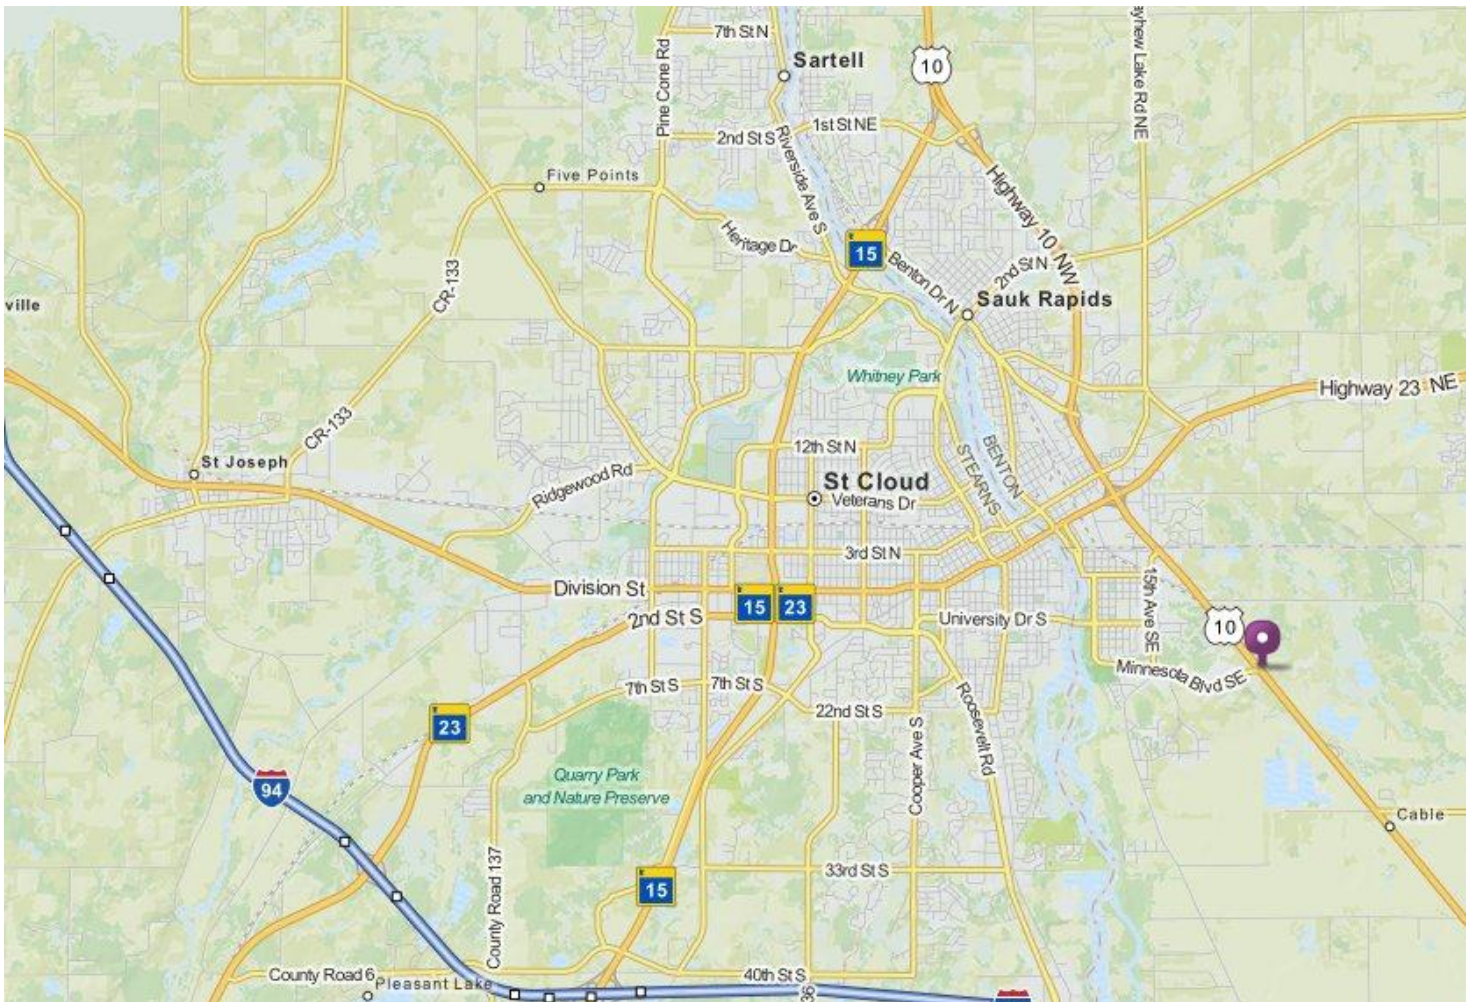 7th St N
Sartell
10
ayhew Lake Rd NE
Pine Cone Rd
2nd St S
1st St NE
Riverside Ave S
Five Points
Highway 10 NW
Heritage Dr
15
Benton Dr N
2nd St N
CR-133
ville
Sauk Rapids
Whitney Park
Highway 23 NE
CR-133
St Joseph
12th St N
BENTON
STEARNS
Ridgewood Rd
St Cloud
Veterans Dr
3rd St N
Division St
15
23
15th Ave SE
2nd St S
University Dr S
10
Minnesota Blvd SE
7th St S
7th St S
22nd St S
Roosevelt Rd
23
Cooper Ave S
Quarry Park
and Nature Preserve
94
Cable
County Road 137
33rd St S
15
County Road 6
Pleasant Lake
40th St S
36